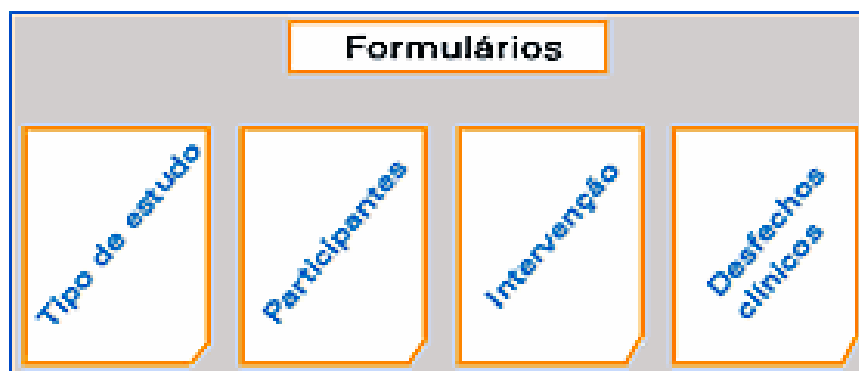 Formulários
Tipo de estudo
Participantes
Intervenção
Desfechos
clínicos